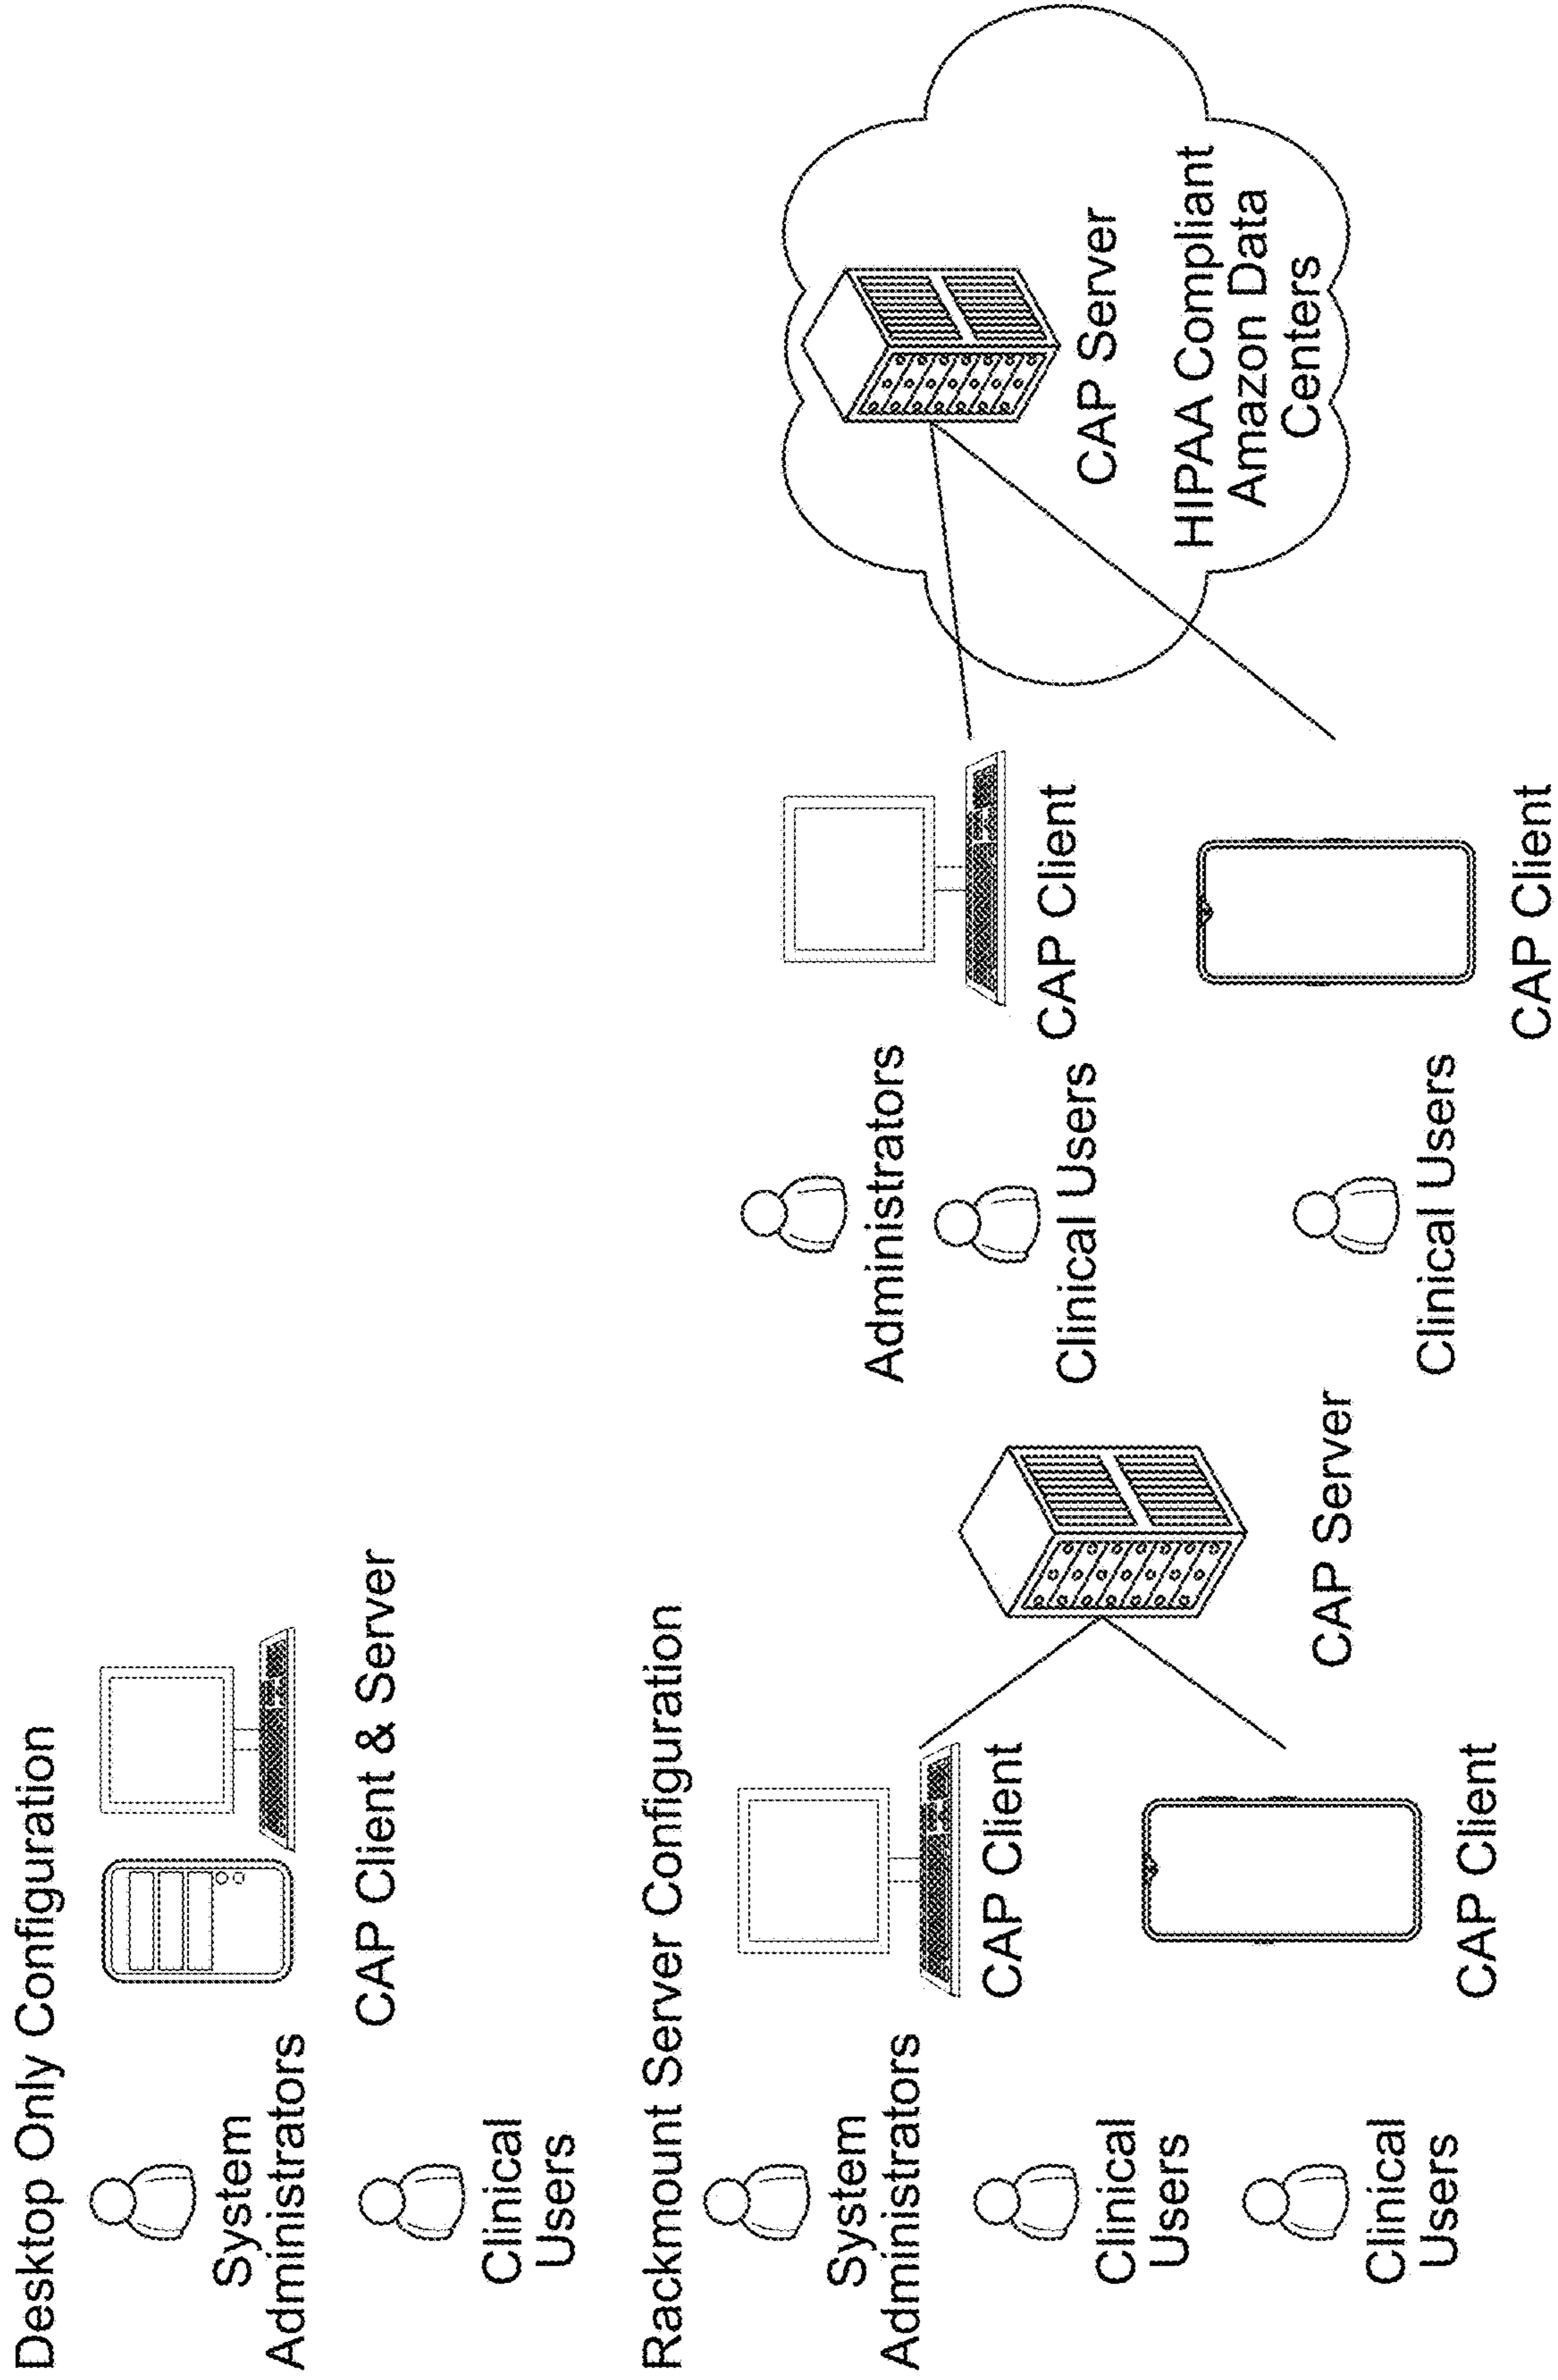 Desktop Only Configuration
System
Administrators
CAP Client & Server
Clinical
Users
Rackmount Server Configuration
System
Administrators
CAP Client
Clinical
Users
CAP Server
Clinical
Users
CAP Client
Administrators
Clinical Users
CAP Client
Clinical Users
CAP Client
CAP Server
HIPAA Compliant
Amazon Data
Centers